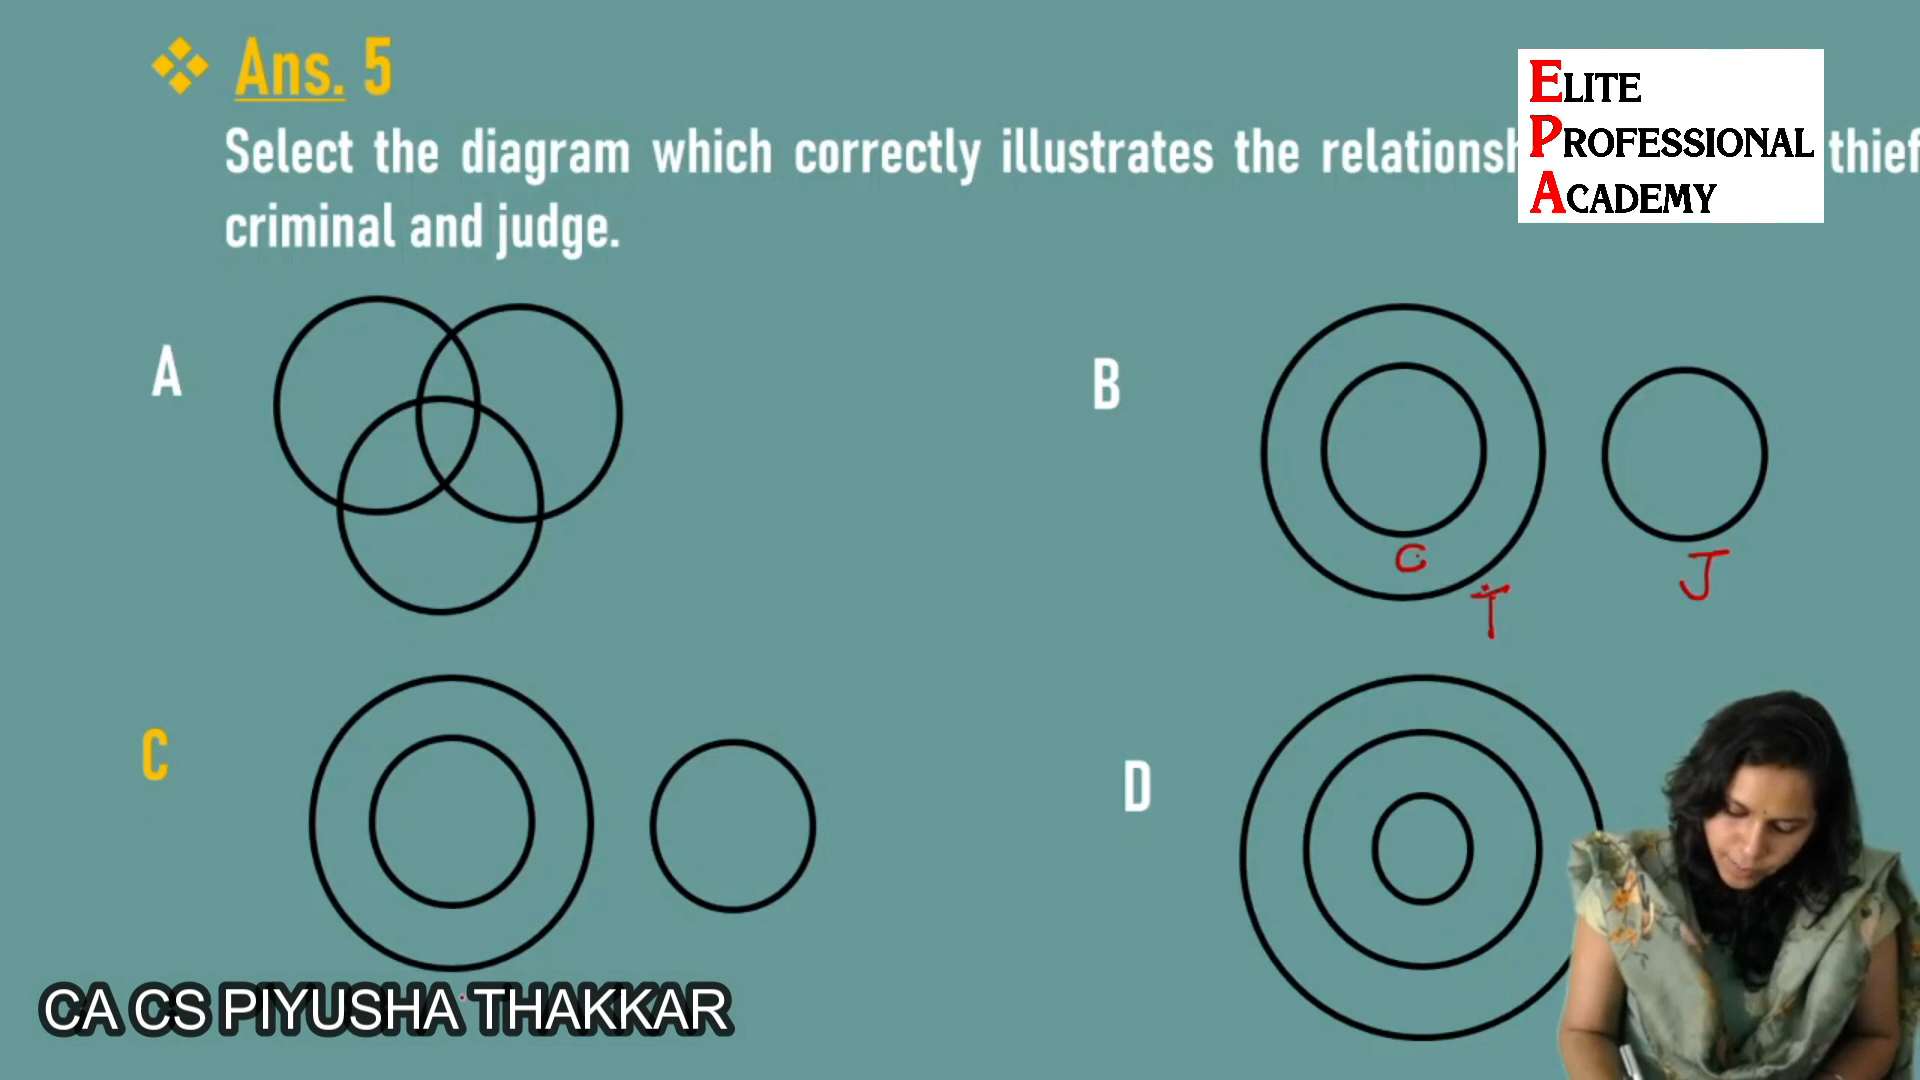 ❖ Ans. 5
Select the diagram which correctly illustrates the relationsh thief
criminal and judge.
ELITE
PROFESSIONAL
ACADEMY
A
B
C
T
J
C
D
CA CS PIYUSHA THAKKAR